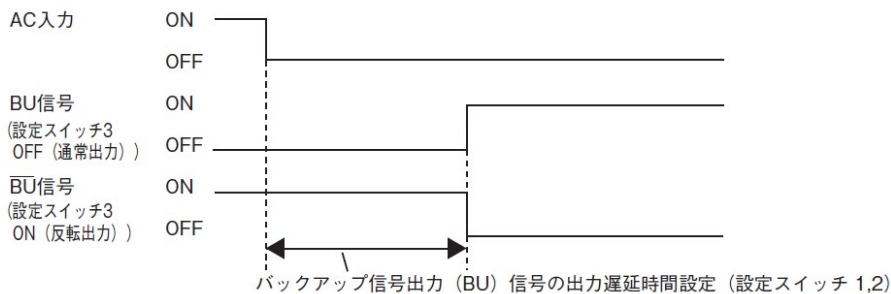 AC入力 ON
OFF
BU信号 ON
(設定スイッチ3
OFF(通常出力)) OFF
B̅U̅信号 ON
(設定スイッチ3
ON(反転出力)) OFF
バックアップ信号出力(BU)信号の出力遅延時間設定(設定スイッチ 1,2)